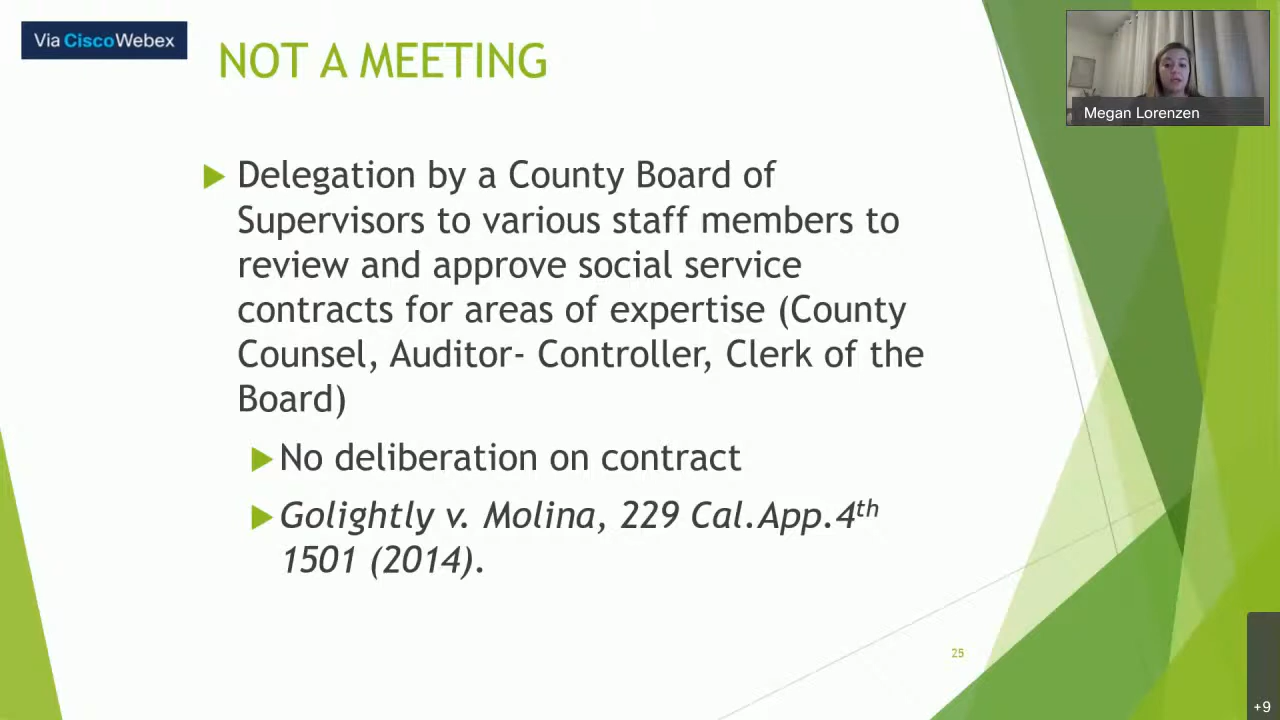 Via Cisco Webex
NOT A MEETING
Megan Lorenzen
Delegation by a County Board of
Supervisors to various staff members to
review and approve social service
contracts for areas of expertise (County
Counsel, Auditor- Controller, Clerk of the
Board)
No deliberation on contract
Golightly v. Molina, 229 Cal.App.4th
1501 (2014).
25
+9